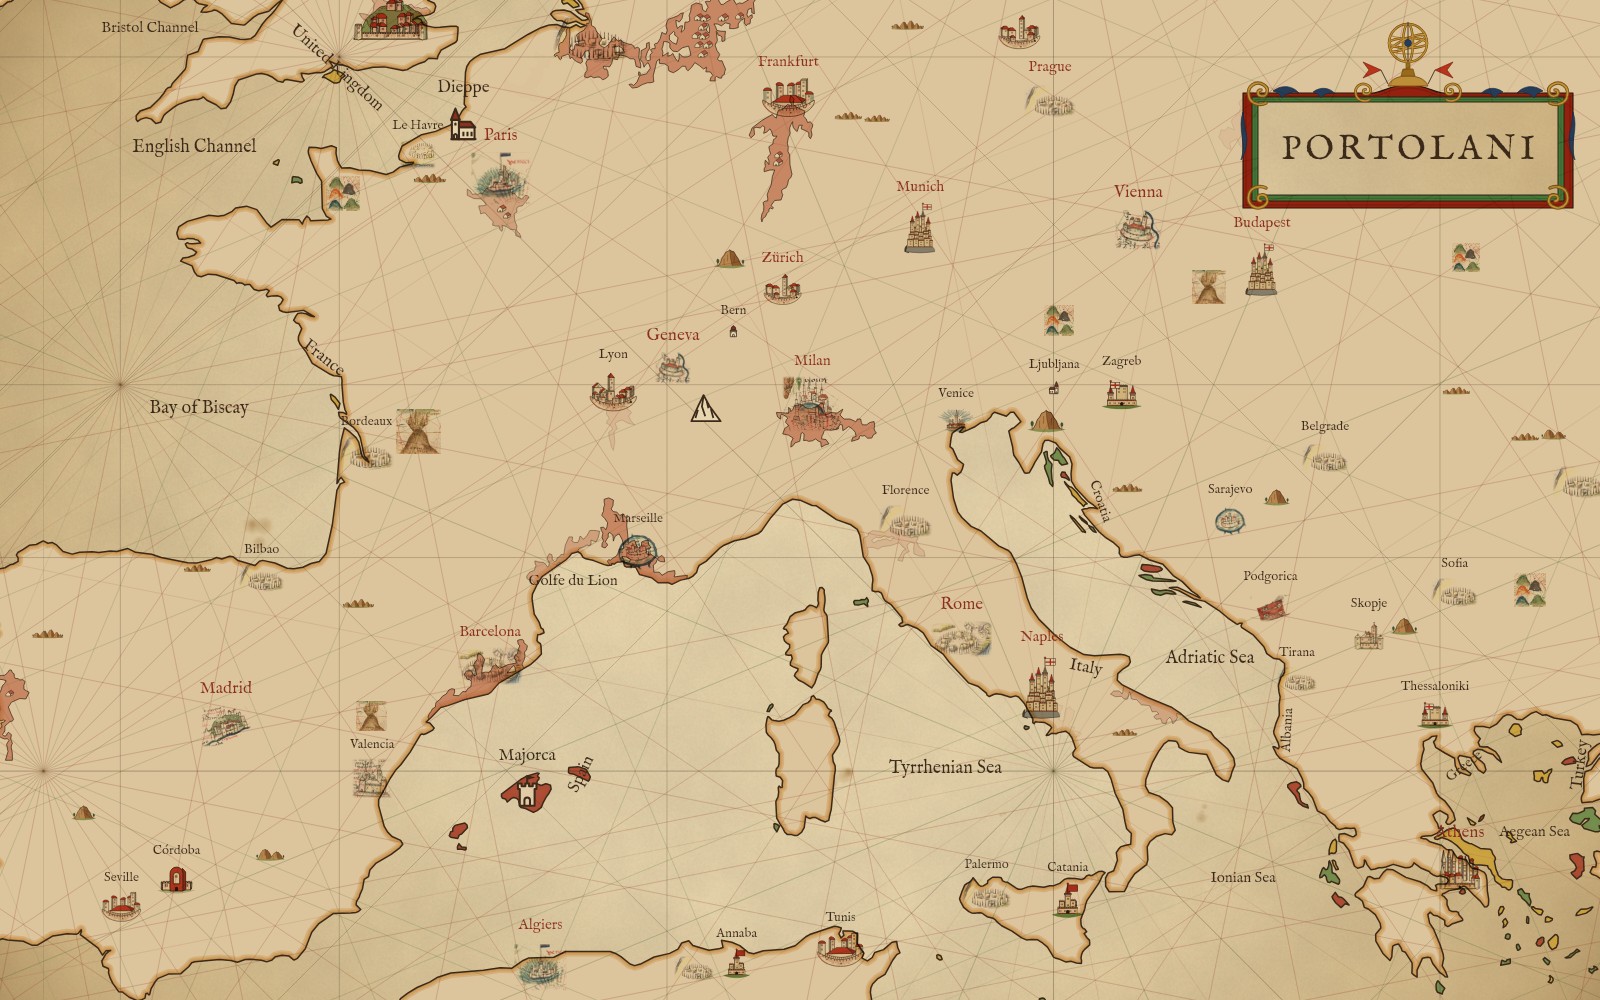 Bristol Channel
United Kingdom
English Channel
Dieppe
Le Havre
Paris
Frankfurt
Prague
PORTOLANI
Munich
Vienna
Budapest
Zürich
Bern
Geneva
Lyon
Milan
Ljubljana
Zagreb
Venice
France
Bay of Biscay
Bordeaux
Belgrade
Florence
Croatia
Sarajevo
Marseille
Bilbao
Golfe du Lion
Sofia
Podgorica
Skopje
Rome
Barcelona
Naples
Italy
Adriatic Sea
Tirana
Madrid
Thessaloniki
Albania
Valencia
Majorca
Spain
Tyrrhenian Sea
Greece
Turkey
Athens
Aegean Sea
Córdoba
Seville
Palermo
Catania
Ionian Sea
Algiers
Annaba
Tunis